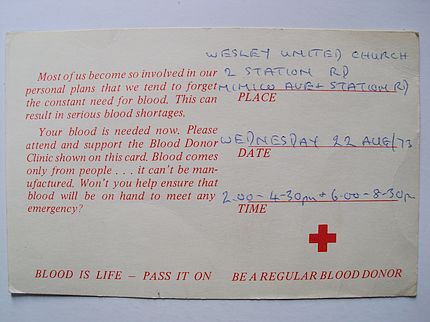 Most of us become so involved in our
personal plans that we tend to forget
the constant need for blood. This can
result in serious blood shortages.
Your blood is needed now. Please
attend and support the Blood Donor
Clinic shown on this card. Blood comes
only from people . . . it can't be man-
ufactured. Won't you help ensure that
blood will be on hand to meet any
emergency?
WESLEY UNITED CHURCH
2 STATION RD
MIMICO AVE + STATION RD
PLACE
WEDNESDAY 22 AUG/73
DATE
2.00-4-30pm + 6.00-8-30pm
TIME
BLOOD IS LIFE – PASS IT ON BE A REGULAR BLOOD DONOR